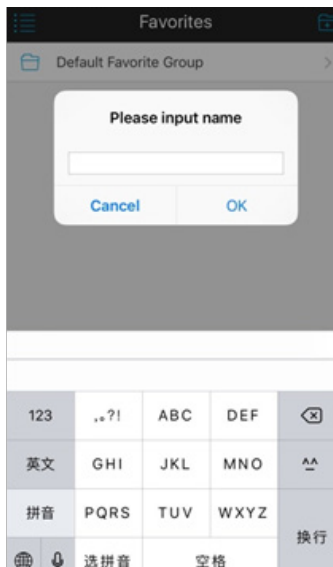 Favorites
Default Favorite Group
Please input name
Cancel
OK
123
,。?!
ABC
DEF
英文
GHI
JKL
MNO
^^
拼音
PQRS
TUV
WXYZ
换行
选拼音
空格